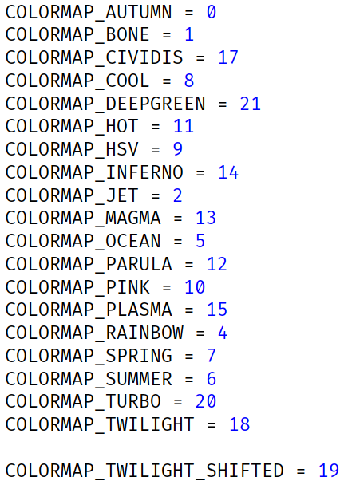 COLORMAP_AUTUMN = 0
COLORMAP_BONE = 1
COLORMAP_CIVIDIS = 17
COLORMAP_COOL = 8
COLORMAP_DEEPGREEN = 21
COLORMAP_HOT = 11
COLORMAP_HSV = 9
COLORMAP_INFERNO = 14
COLORMAP_JET = 2
COLORMAP_MAGMA = 13
COLORMAP_OCEAN = 5
COLORMAP_PARULA = 12
COLORMAP_PINK = 10
COLORMAP_PLASMA = 15
COLORMAP_RAINBOW = 4
COLORMAP_SPRING = 7
COLORMAP_SUMMER = 6
COLORMAP_TURBO = 20
COLORMAP_TWILIGHT = 18
COLORMAP_TWILIGHT_SHIFTED = 19